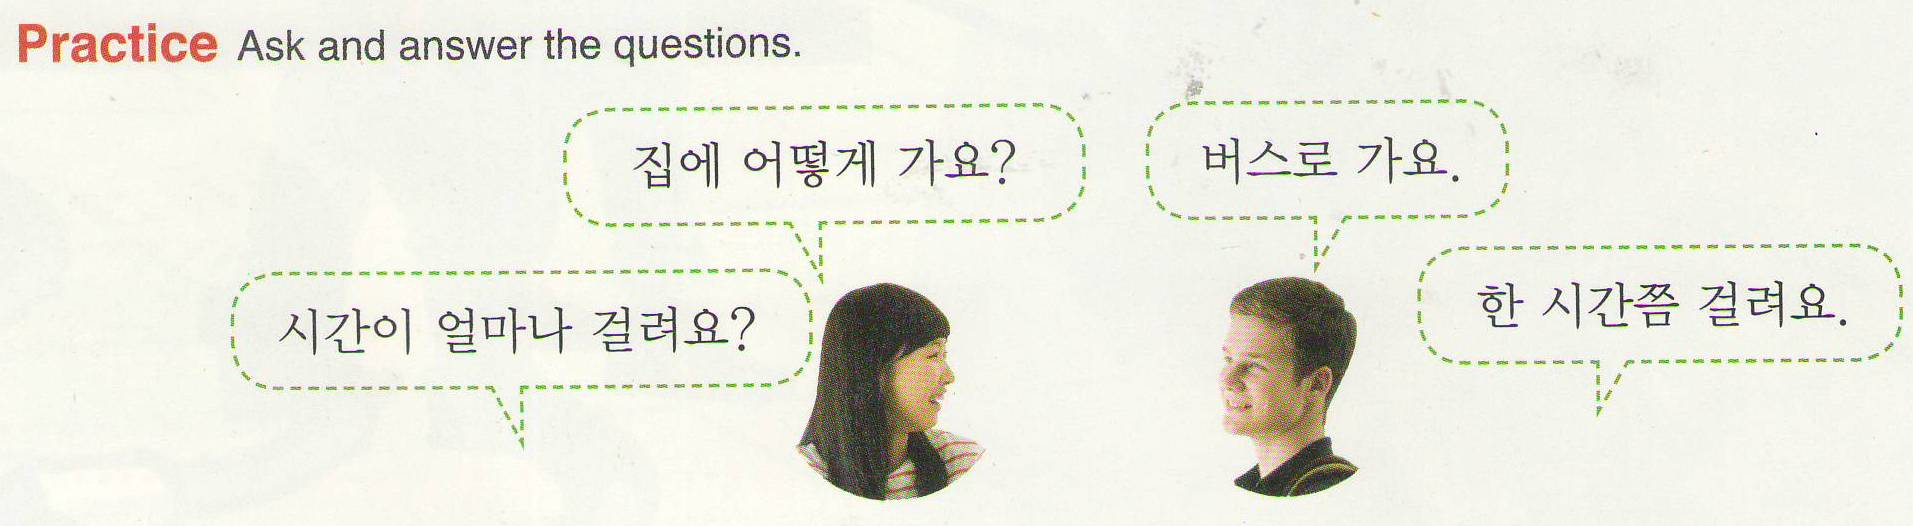 Practice Ask and answer the questions.
집에 어떻게 가요?
버스로 가요.
시간이 얼마나 걸려요?
한 시간쯤 걸려요.